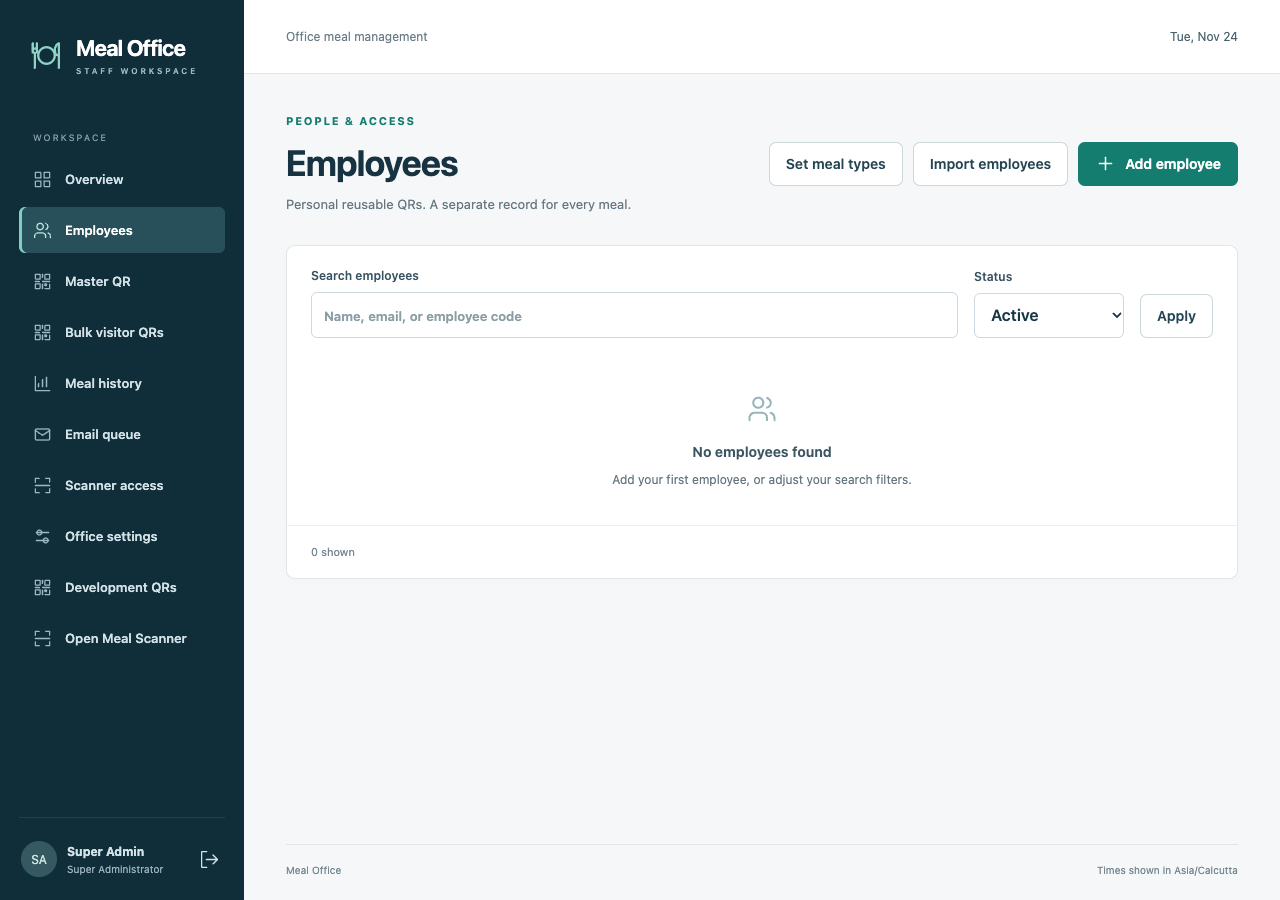 Meal Office
STAFF WORKSPACE
WORKSPACE
Overview
Employees
Master QR
Bulk visitor QRs
Meal history
Email queue
Scanner access
Office settings
Development QRs
Open Meal Scanner
SA
Super Admin
Super Administrator
Office meal management
Tue, Nov 24
PEOPLE & ACCESS
Employees
Set meal types
Import employees
Add employee
Personal reusable QRs. A separate record for every meal.
Search employees
Status
Name, email, or employee code
Active
Apply
No employees found
Add your first employee, or adjust your search filters.
0 shown
Meal Office
Times shown in Asia/Calcutta